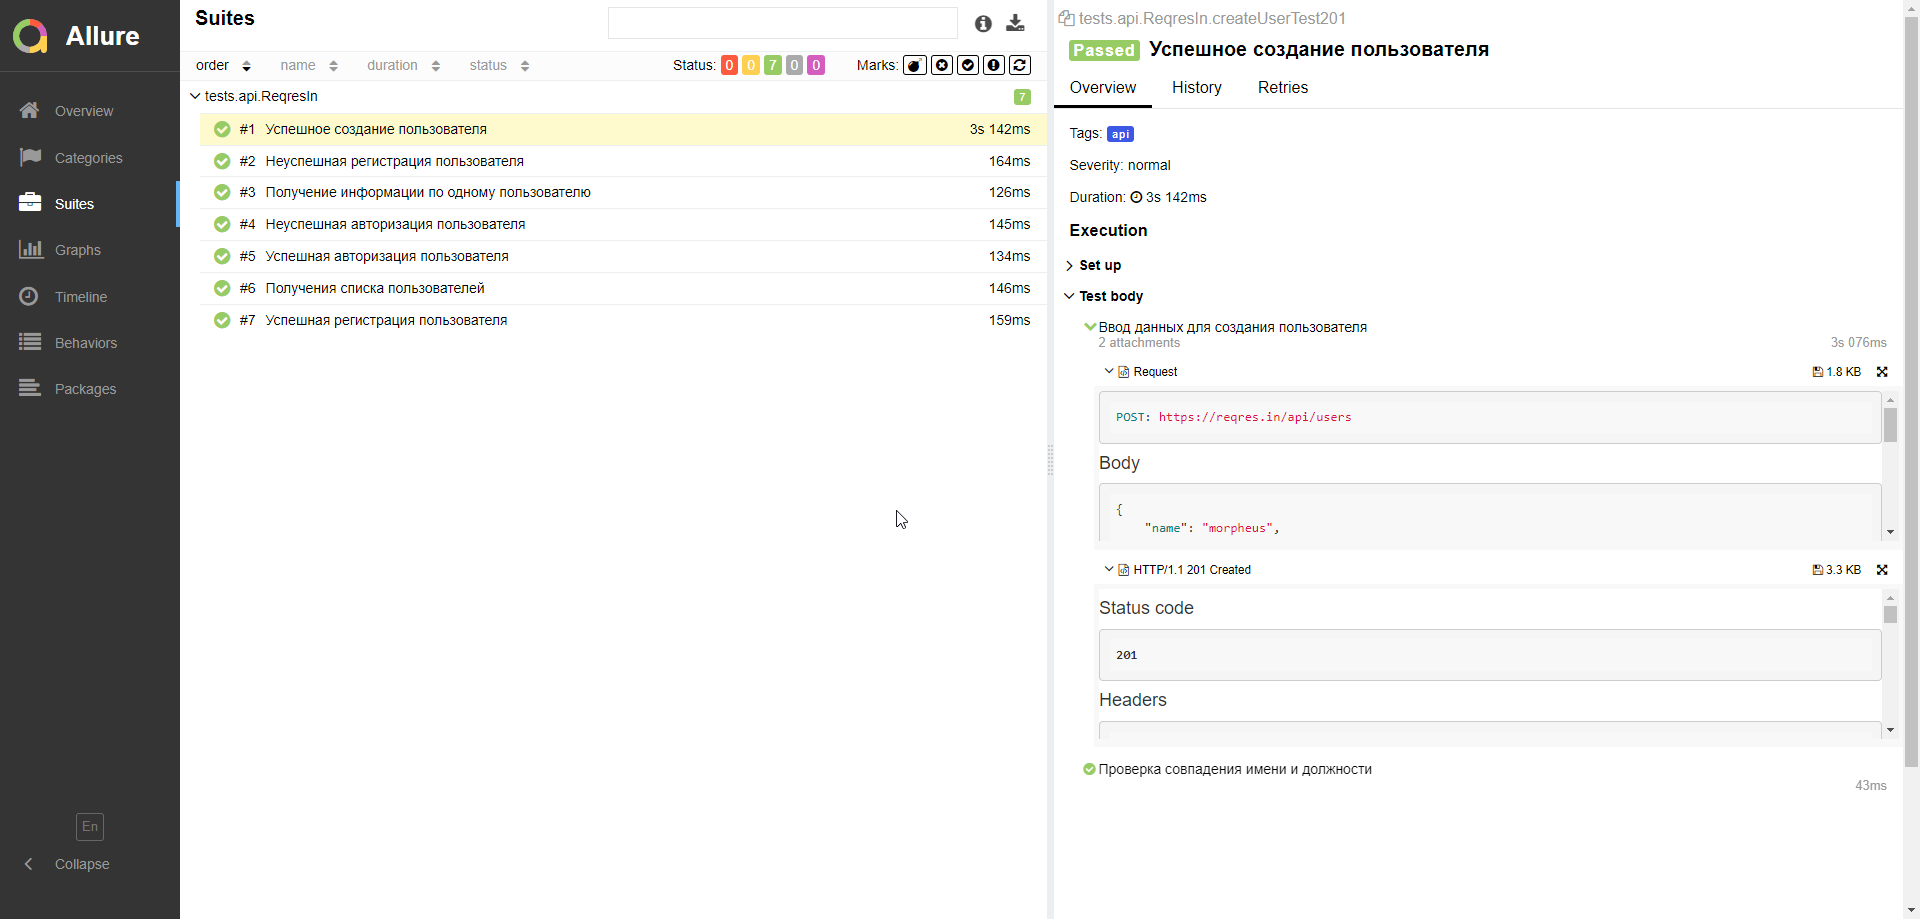 Allure
Overview
Categories
Suites
Graphs
Timeline
Behaviors
Packages
En
Collapse
Suites
order name duration status Status: 0 0 7 0 0 Marks:
tests.api.ReqresIn 7
#1 Успешное создание пользователя 3s 142ms
#2 Неуспешная регистрация пользователя 164ms
#3 Получение информации по одному пользователю 126ms
#4 Неуспешная авторизация пользователя 145ms
#5 Успешная авторизация пользователя 134ms
#6 Получения списка пользователей 146ms
#7 Успешная регистрация пользователя 159ms
tests.api.ReqresIn.createUserTest201
Passed Успешное создание пользователя
Overview History Retries
Tags: api
Severity: normal
Duration: 3s 142ms
Execution
Set up
Test body
Ввод данных для создания пользователя
2 attachments 3s 076ms
Request 1.8 KB
POST: https://reqres.in/api/users
Body
{
"name": "morpheus",
HTTP/1.1 201 Created 3.3 KB
Status code
201
Headers
Проверка совпадения имени и должности
43ms